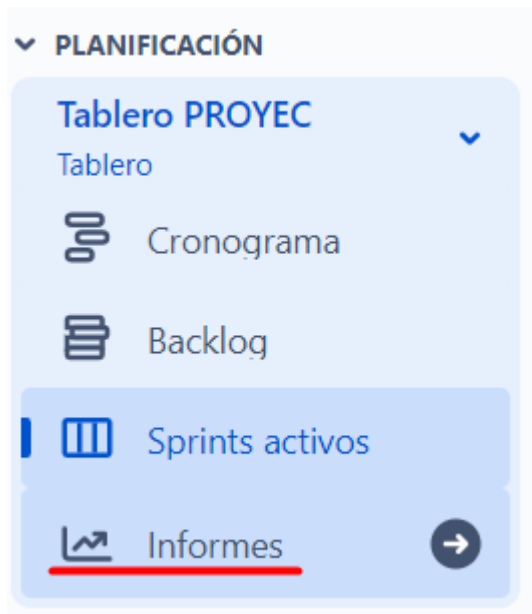 PLANIFICACIÓN
Tablero PROYEC
Tablero
Cronograma
Backlog
Sprints activos
Informes